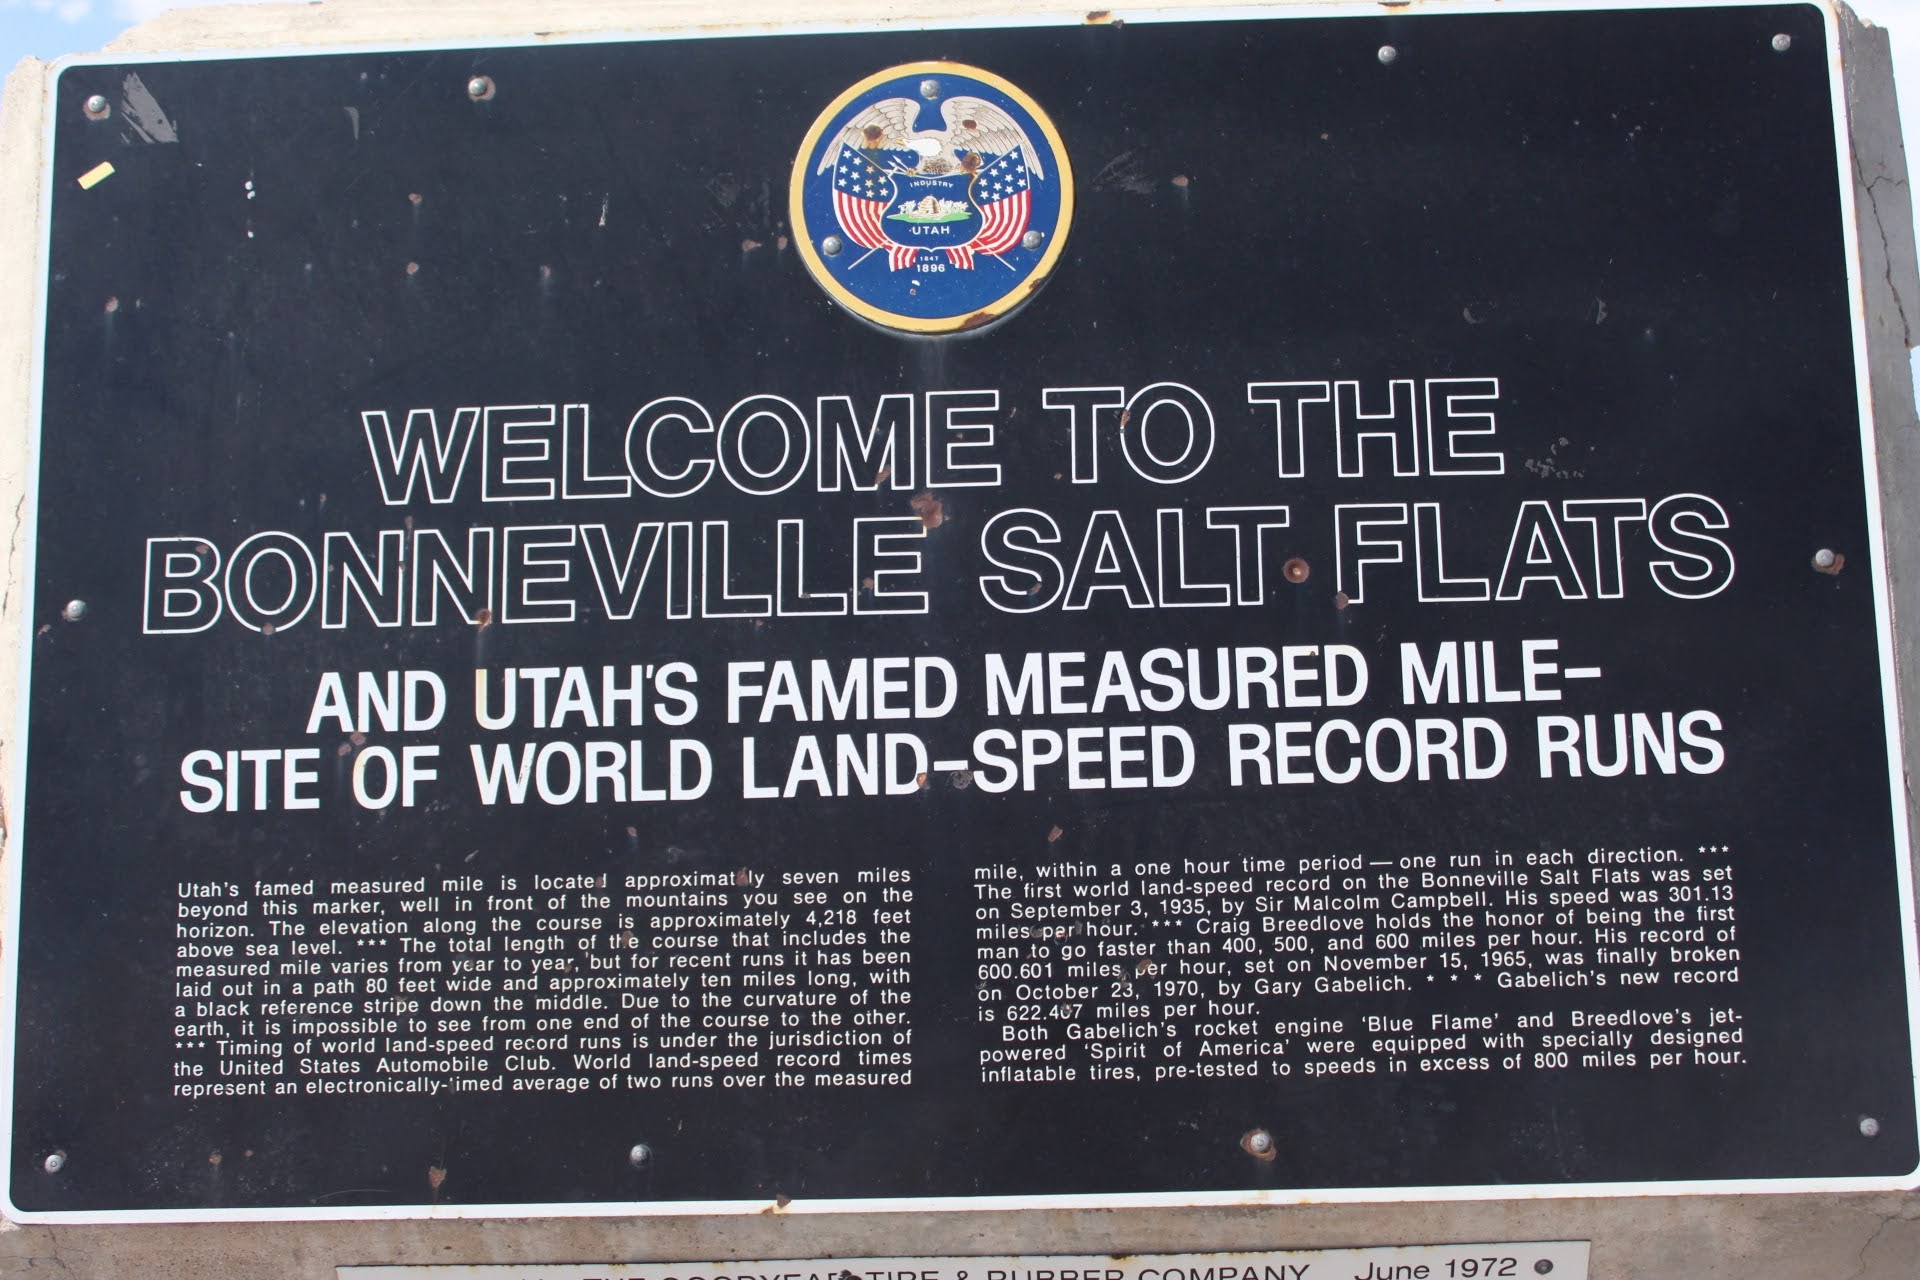 INDUSTRY
UTAH
1847
1896
WELCOME TO THE
BONNEVILLE SALT FLATS
AND UTAH'S FAMED MEASURED MILE–
SITE OF WORLD LAND–SPEED RECORD RUNS
Utah's famed measured mile is located approximately seven miles
beyond this marker, well in front of the mountains you see on the
horizon. The elevation along the course is approximately 4,218 feet
above sea level. *** The total length of the course that includes the
measured mile varies from year to year, but for recent runs it has been
laid out in a path 80 feet wide and approximately ten miles long, with
a black reference stripe down the middle. Due to the curvature of the
earth, it is impossible to see from one end of the course to the other.
*** Timing of world land-speed record runs is under the jurisdiction of
the United States Automobile Club. World land-speed record times
represent an electronically-timed average of two runs over the measured
mile, within a one hour time period — one run in each direction. ***
The first world land-speed record on the Bonneville Salt Flats was set
on September 3, 1935, by Sir Malcolm Campbell. His speed was 301.13
miles per hour. *** Craig Breedlove holds the honor of being the first
man to go faster than 400, 500, and 600 miles per hour. His record of
600.601 miles per hour, set on November 15, 1965, was finally broken
on October 23, 1970, by Gary Gabelich. * * * Gabelich's new record
is 622.407 miles per hour.
Both Gabelich's rocket engine 'Blue Flame' and Breedlove's jet-
powered 'Spirit of America' were equipped with specially designed
inflatable tires, pre-tested to speeds in excess of 800 miles per hour.
THE GOODYEAR TIRE & RUBBER COMPANY June 1972